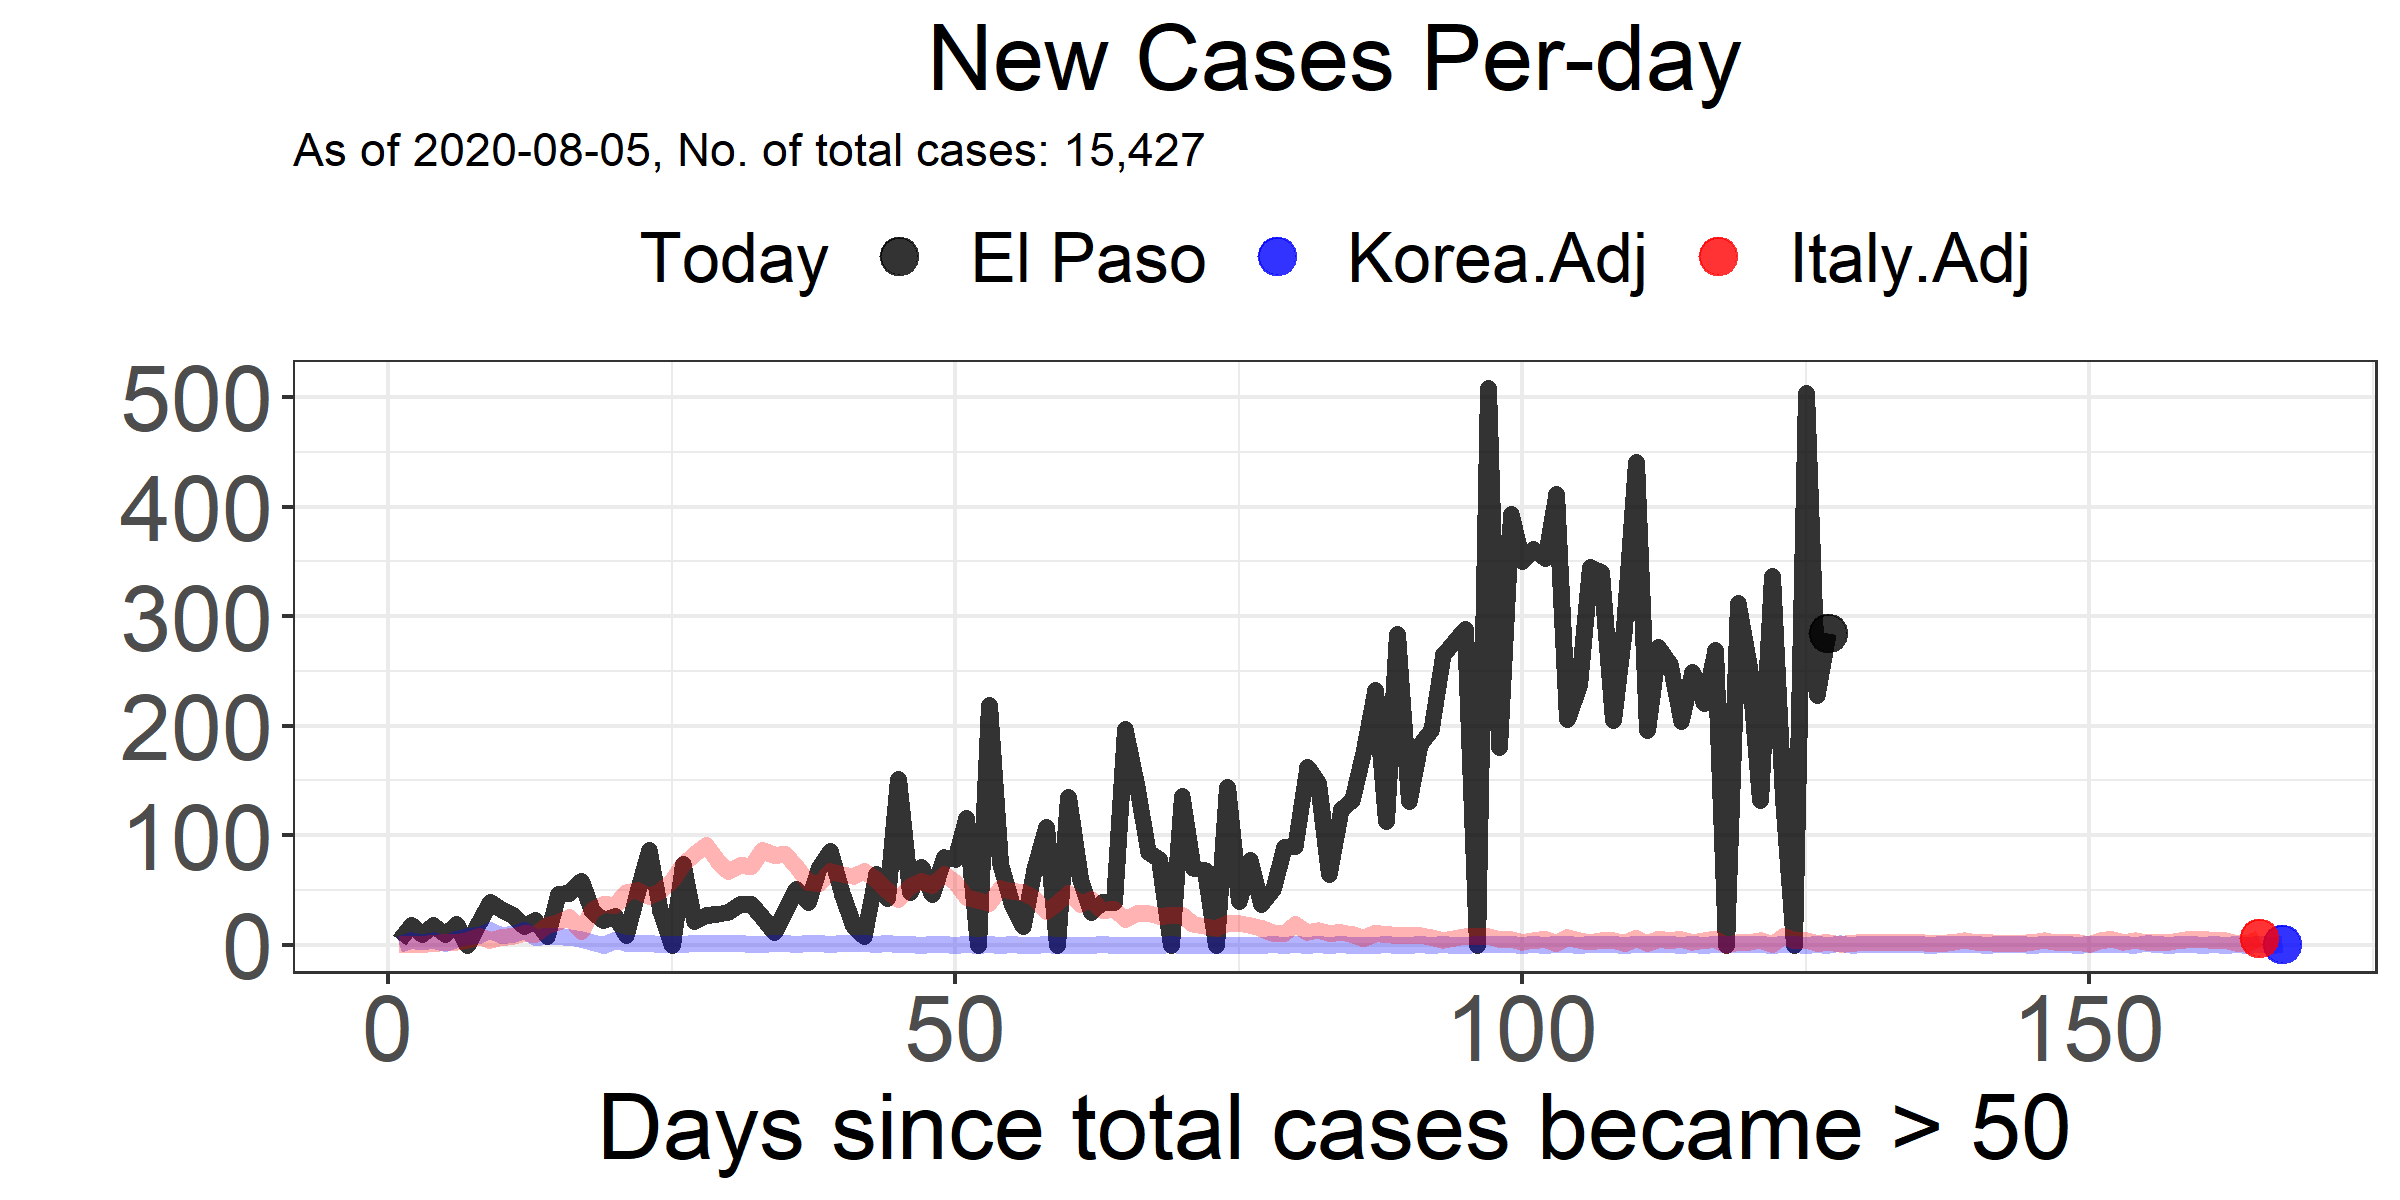 New Cases Per-day
As of 2020-08-05, No. of total cases: 15,427
Today El Paso Korea.Adj Italy.Adj
500
400
300
200
100
0
0 50 100 150
Days since total cases became > 50